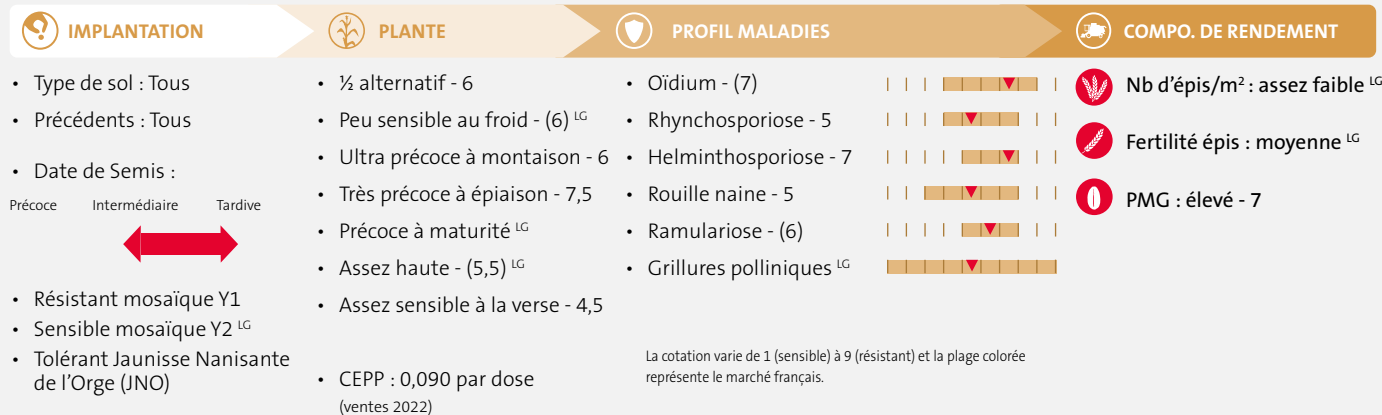 IMPLANTATION
• Type de sol : Tous
• Précédents : Tous
• Date de Semis :
Précoce Intermédiaire Tardive
• Résistant mosaïque Y1
• Sensible mosaïque Y2 LG
• Tolérant Jaunisse Nanisante
de l'Orge (JNO)
PLANTE
• ½ alternatif - 6
• Peu sensible au froid - (6) LG
• Ultra précoce à montaison - 6
• Très précoce à épiaison - 7,5
• Précoce à maturité LG
• Assez haute - (5,5) LG
• Assez sensible à la verse - 4,5
• CEPP : 0,090 par dose
(ventes 2022)
PROFIL MALADIES
• Oïdium - (7)
• Rhynchosporiose - 5
• Helminthosporiose - 7
• Rouille naine - 5
• Ramulariose - (6)
• Grillures polliniques LG
La cotation varie de 1 (sensible) à 9 (résistant) et la plage colorée
représente le marché français.
COMPO. DE RENDEMENT
Nb d'épis/m² : assez faible LG
Fertilité épis : moyenne LG
PMG : élevé - 7